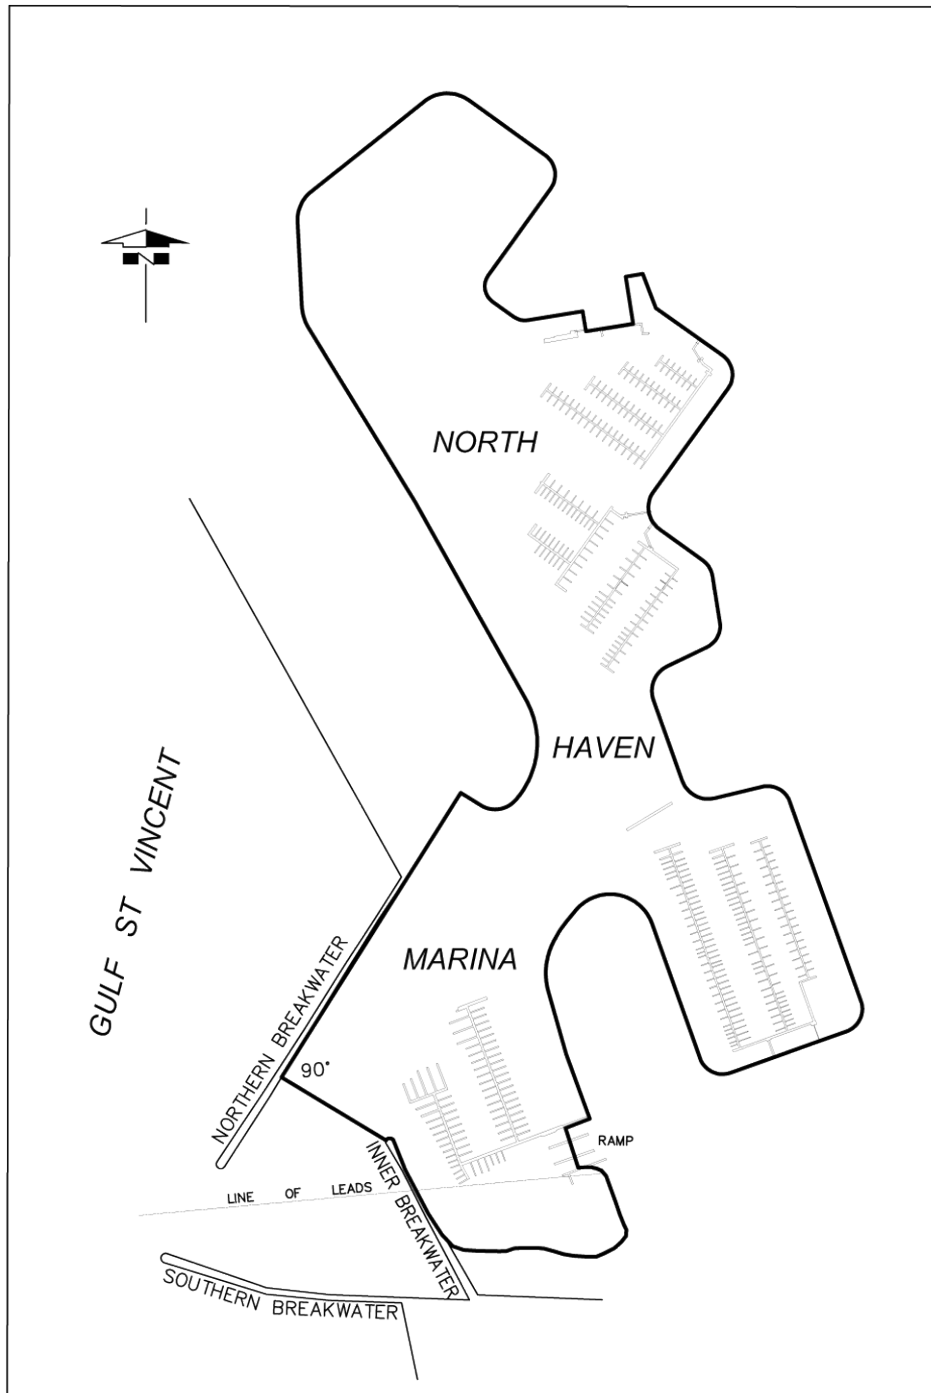 N
NORTH
HAVEN
GULF ST VINCENT
MARINA
NORTHERN BREAKWATER
90°
RAMP
INNER BREAKWATER
LINE OF LEADS
SOUTHERN BREAKWATER